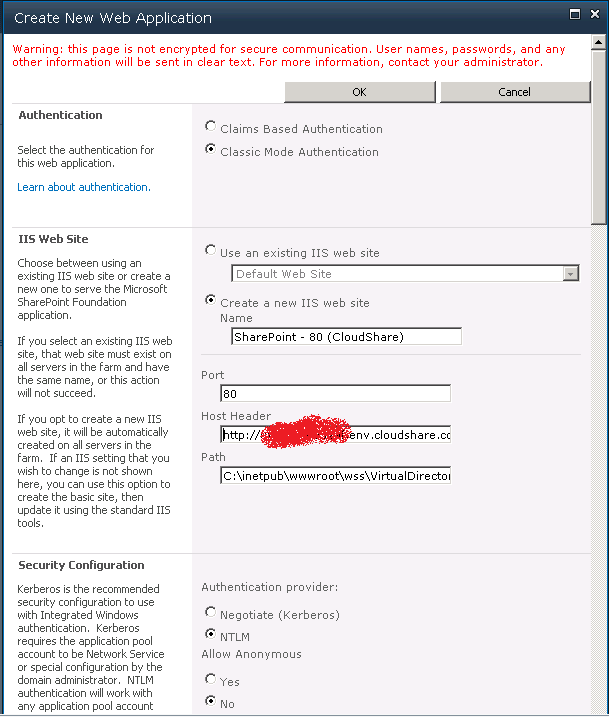 Create New Web Application
Warning: this page is not encrypted for secure communication. User names, passwords, and any
other information will be sent in clear text. For more information, contact your administrator.
OK
Cancel
Authentication
Select the authentication for
this web application.
Learn about authentication.
Claims Based Authentication
Classic Mode Authentication
IIS Web Site
Choose between using an
existing IIS web site or create a
new one to serve the Microsoft
SharePoint Foundation
application.
If you select an existing IIS web
site, that web site must exist on
all servers in the farm and have
the same name, or this action
will not succeed.
If you opt to create a new IIS
web site, it will be automatically
created on all servers in the
farm. If an IIS setting that you
wish to change is not shown
here, you can use this option to
create the basic site, then
update it using the standard IIS
tools.
Use an existing IIS web site
Default Web Site
Create a new IIS web site
Name
SharePoint - 80 (CloudShare)
Port
80
Host Header
http:// env.cloudshare.co
Path
C:\inetpub\wwwroot\wss\VirtualDirector
Security Configuration
Kerberos is the recommended
security configuration to use
with Integrated Windows
authentication. Kerberos
requires the application pool
account to be Network Service
or special configuration by the
domain administrator. NTLM
authentication will work with
any application pool account
Authentication provider:
Negotiate (Kerberos)
NTLM
Allow Anonymous
Yes
No